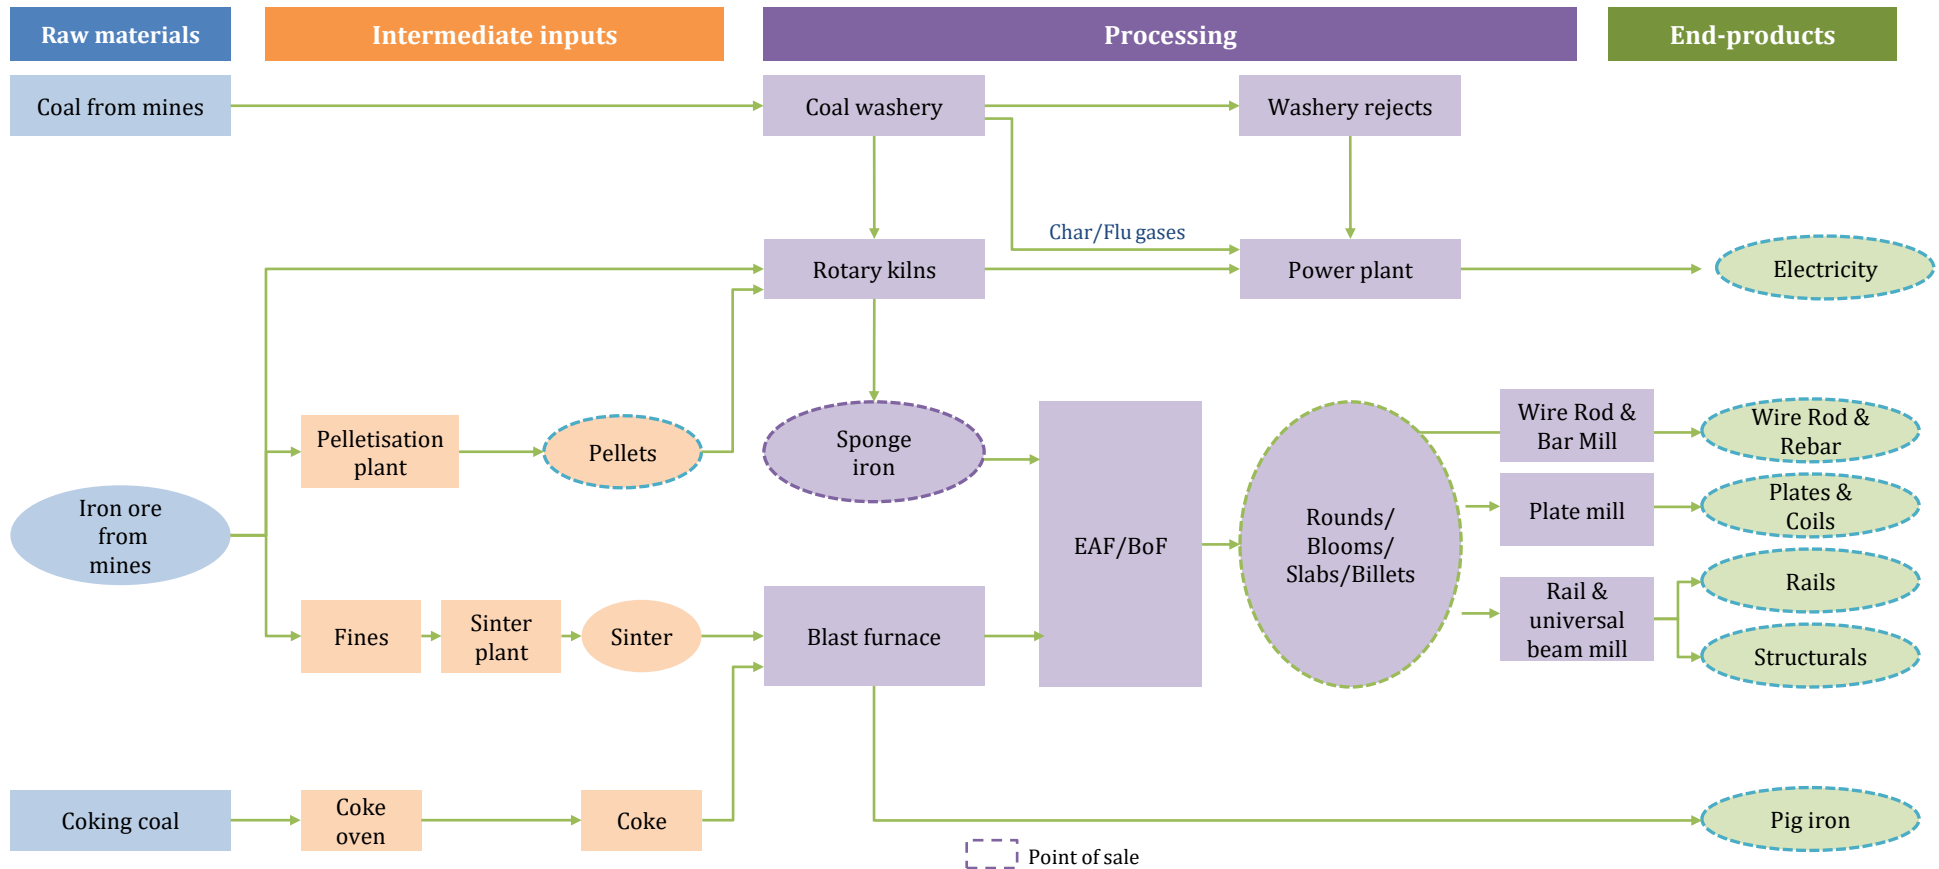 Raw materials
Intermediate inputs
Processing
End-products
Coal from mines
Coal washery
Washery rejects
Char/Flu gases
Rotary kilns
Power plant
Electricity
Pelletisation
plant
Pellets
Sponge
iron
Wire Rod &
Bar Mill
Wire Rod &
Rebar
Iron ore
from
mines
EAF/BoF
Rounds/
Blooms/
Slabs/Billets
Plate mill
Plates &
Coils
Fines
Sinter
plant
Sinter
Blast furnace
Rail &
universal
beam mill
Rails
Structurals
Coking coal
Coke
oven
Coke
Pig iron
Point of sale